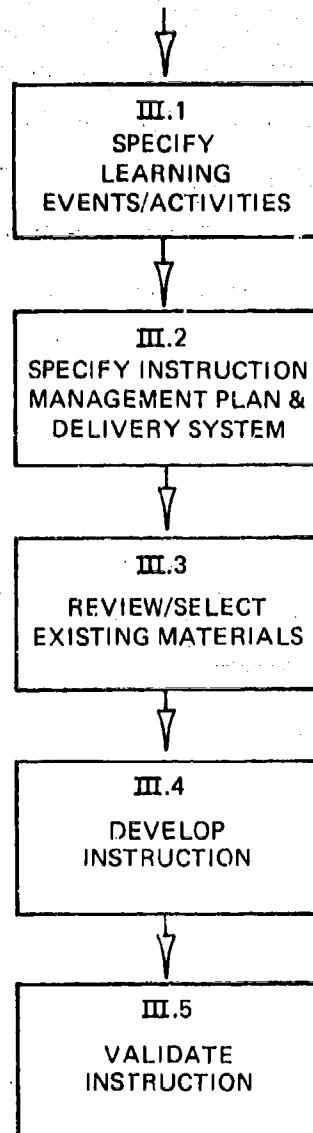 III.1
SPECIFY
LEARNING
EVENTS/ACTIVITIES
III.2
SPECIFY INSTRUCTION
MANAGEMENT PLAN &
DELIVERY SYSTEM
III.3
REVIEW/SELECT
EXISTING MATERIALS
III.4
DEVELOP
INSTRUCTION
III.5
VALIDATE
INSTRUCTION